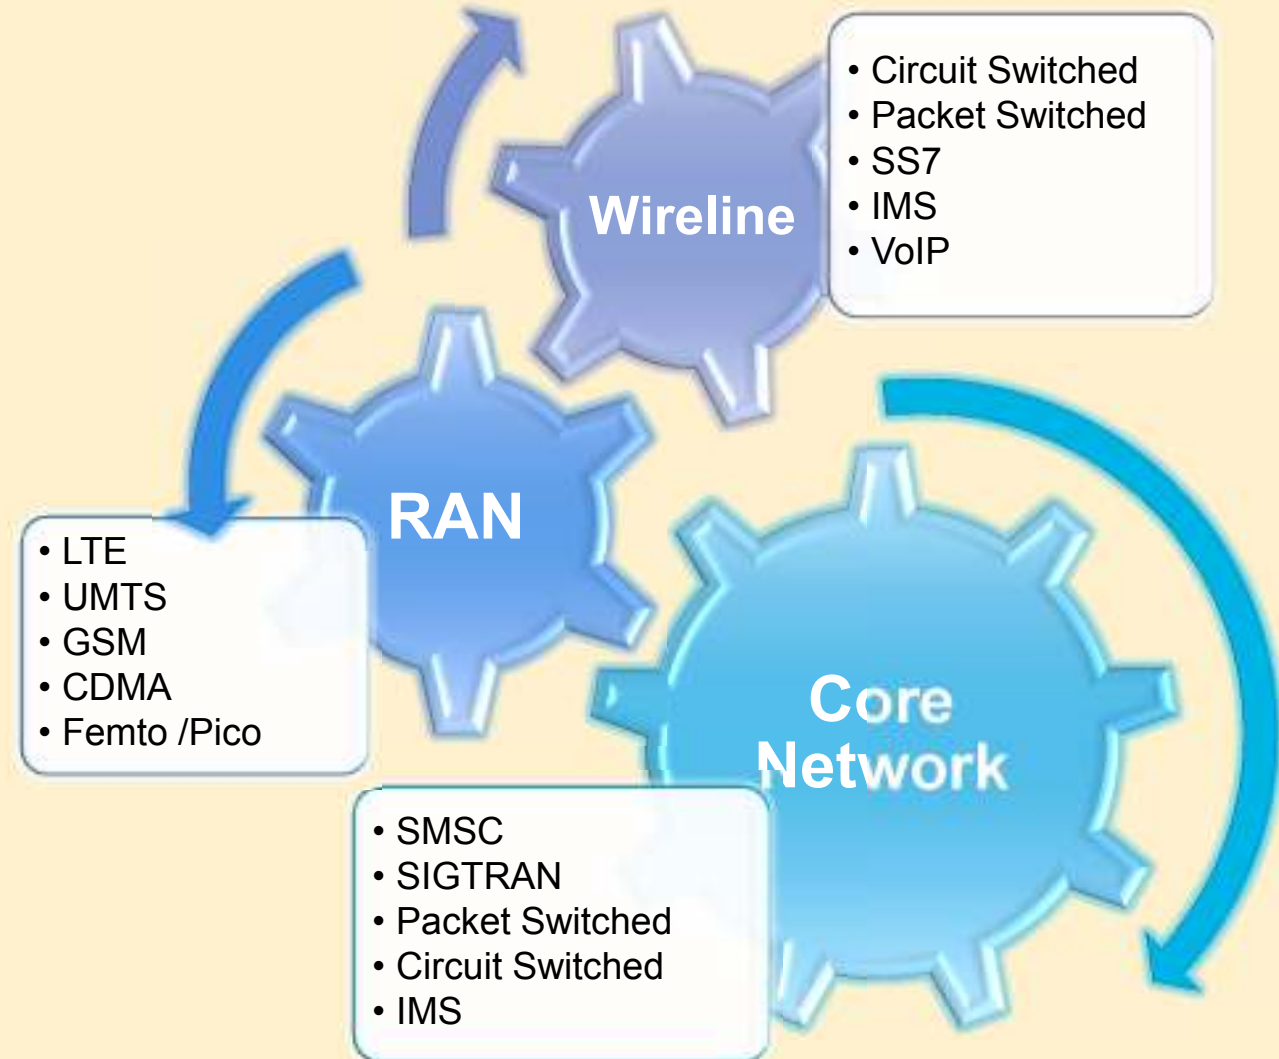 Wireline
• Circuit Switched
• Packet Switched
• SS7
• IMS
• VoIP
RAN
• LTE
• UMTS
• GSM
• CDMA
• Femto /Pico
Core
Network
• SMSC
• SIGTRAN
• Packet Switched
• Circuit Switched
• IMS